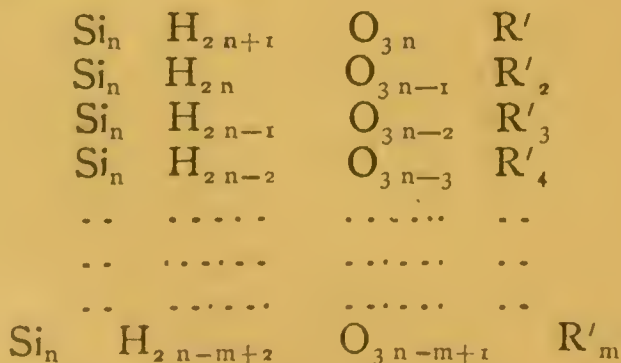 Si_n H_{2n+1} O_{3n} R′
Si_n H_{2n} O_{3n−1} R′_2
Si_n H_{2n−1} O_{3n−2} R′_3
Si_n H_{2n−2} O_{3n−3} R′_4
.. ...... ...... ..
.. ...... ...... ..
.. ...... ...... ..
Si_n H_{2n−m+2} O_{3n−m+1} R′_m